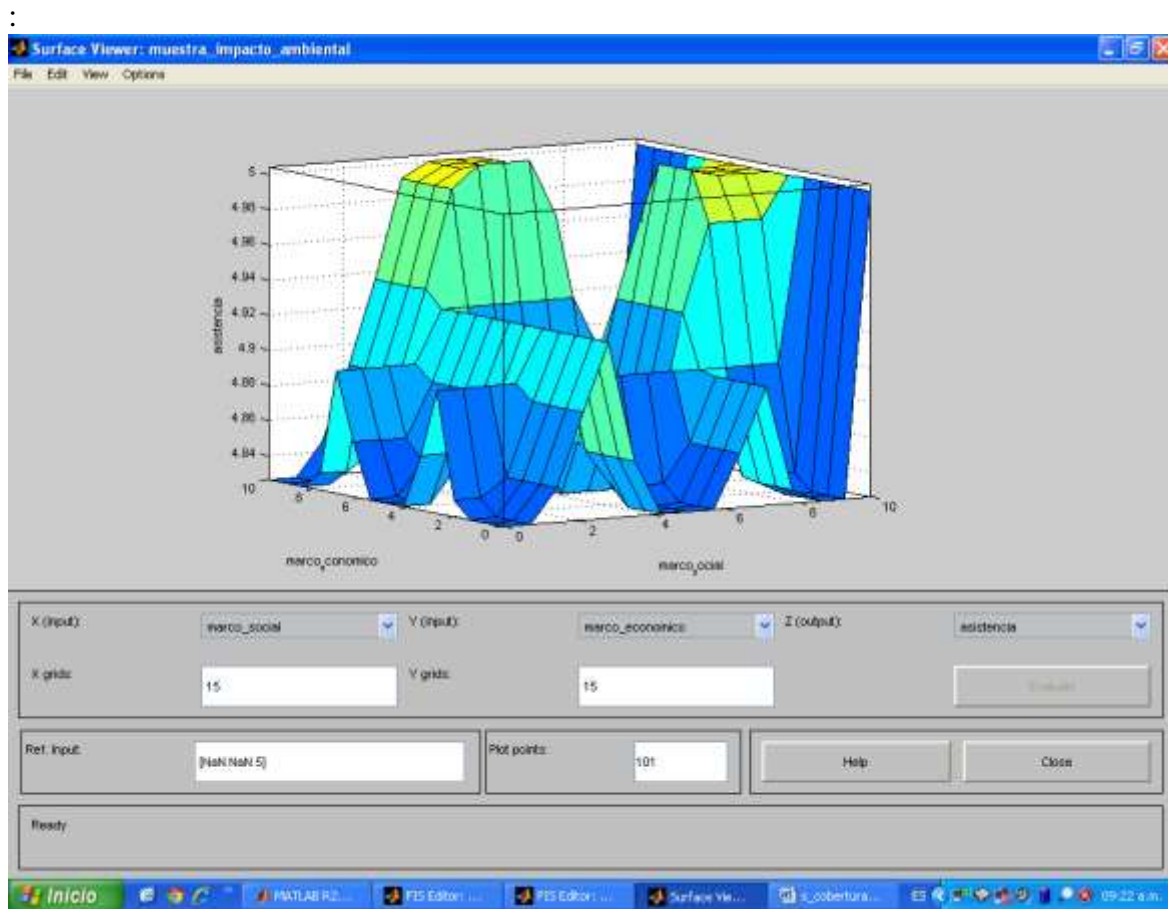 :
Surface Viewer: muestra_impacto_ambiental
File Edit View Options
5
4.98
4.96
4.94
4.92
4.9
4.88
4.86
4.84
asistencia
10 8 6 4 2 0
0 2 4 6 8 10
marco_economico
marco_social
X (input): marco_social Y (input): marco_economico Z (output): asistencia
X grids: 15 Y grids: 15 Evaluate
Ref. Input: [NaN NaN 5] Plot points: 101 Help Close
Ready
Inicio MATLAB R2... FIS Editor: ... FIS Editor: ... Surface Vie... s_cobertura... ES 09:22 a.m.